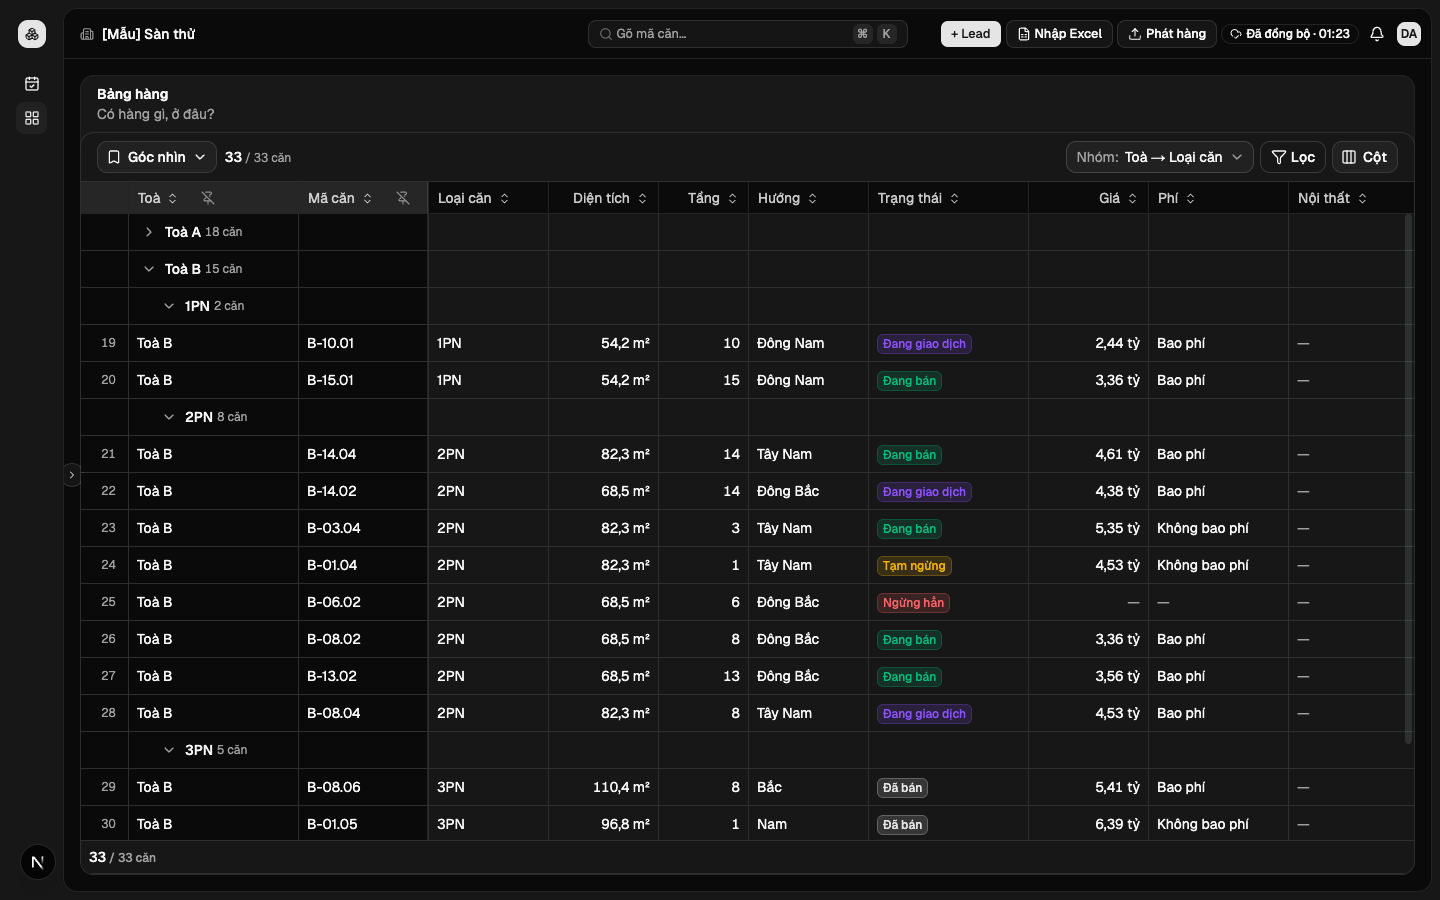 [Mẫu] Sàn thử
Gõ mã căn... ⌘ K
+ Lead
Nhập Excel
Phát hàng
Đã đồng bộ · 01:23
DA
Bảng hàng
Có hàng gì, ở đâu?
Góc nhìn 33 / 33 căn
Nhóm: Toà → Loại căn
Lọc
Cột
Toà Mã căn Loại căn Diện tích Tầng Hướng Trạng thái Giá Phí Nội thất
Toà A 18 căn
Toà B 15 căn
1PN 2 căn
19 Toà B B-10.01 1PN 54,2 m² 10 Đông Nam Đang giao dịch 2,44 tỷ Bao phí —
20 Toà B B-15.01 1PN 54,2 m² 15 Đông Nam Đang bán 3,36 tỷ Bao phí —
2PN 8 căn
21 Toà B B-14.04 2PN 82,3 m² 14 Tây Nam Đang bán 4,61 tỷ Bao phí —
22 Toà B B-14.02 2PN 68,5 m² 14 Đông Bắc Đang giao dịch 4,38 tỷ Bao phí —
23 Toà B B-03.04 2PN 82,3 m² 3 Tây Nam Đang bán 5,35 tỷ Không bao phí —
24 Toà B B-01.04 2PN 82,3 m² 1 Tây Nam Tạm ngừng 4,53 tỷ Không bao phí —
25 Toà B B-06.02 2PN 68,5 m² 6 Đông Bắc Ngừng hẳn — — —
26 Toà B B-08.02 2PN 68,5 m² 8 Đông Bắc Đang bán 3,36 tỷ Bao phí —
27 Toà B B-13.02 2PN 68,5 m² 13 Đông Bắc Đang bán 3,56 tỷ Bao phí —
28 Toà B B-08.04 2PN 82,3 m² 8 Tây Nam Đang giao dịch 4,53 tỷ Bao phí —
3PN 5 căn
29 Toà B B-08.06 3PN 110,4 m² 8 Bắc Đã bán 5,41 tỷ Bao phí —
30 Toà B B-01.05 3PN 96,8 m² 1 Nam Đã bán 6,39 tỷ Không bao phí —
33 / 33 căn
N